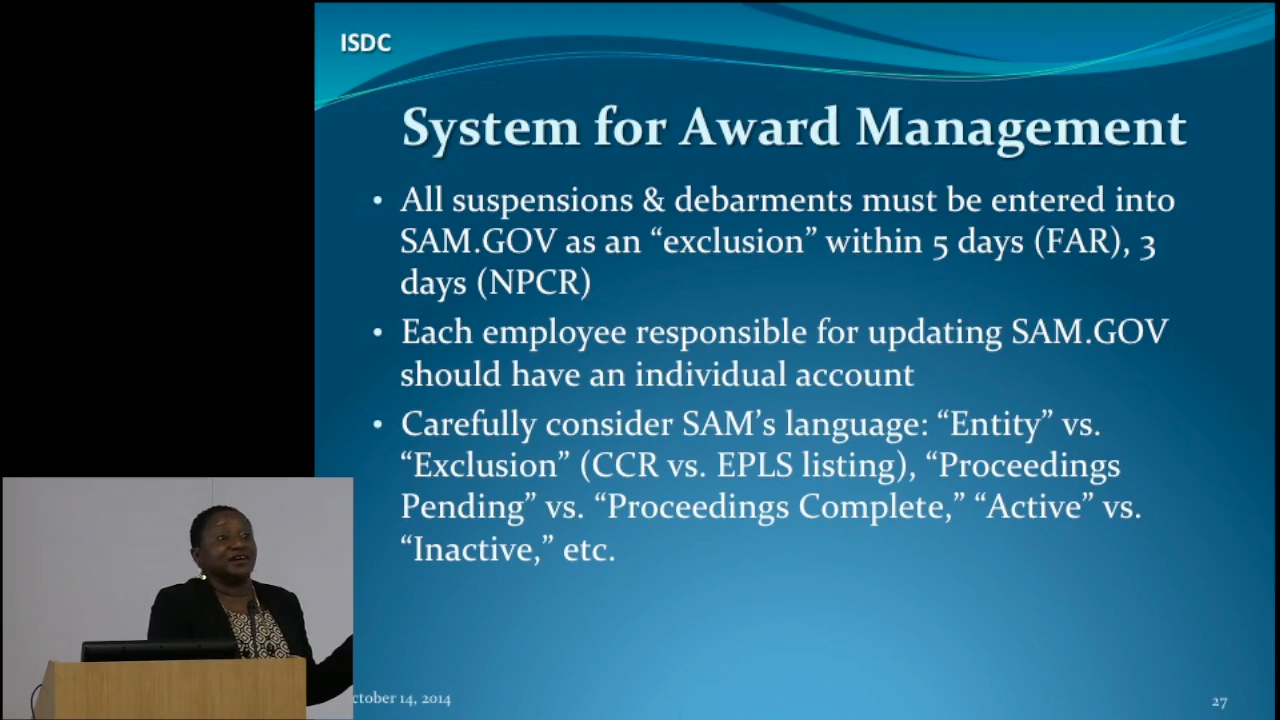 ISDC
System for Award Management
• All suspensions & debarments must be entered into
SAM.GOV as an “exclusion” within 5 days (FAR), 3
days (NPCR)
• Each employee responsible for updating SAM.GOV
should have an individual account
• Carefully consider SAM’s language: “Entity” vs.
“Exclusion” (CCR vs. EPLS listing), “Proceedings
Pending” vs. “Proceedings Complete,” “Active” vs.
“Inactive,” etc.
ctober 14, 2014
27